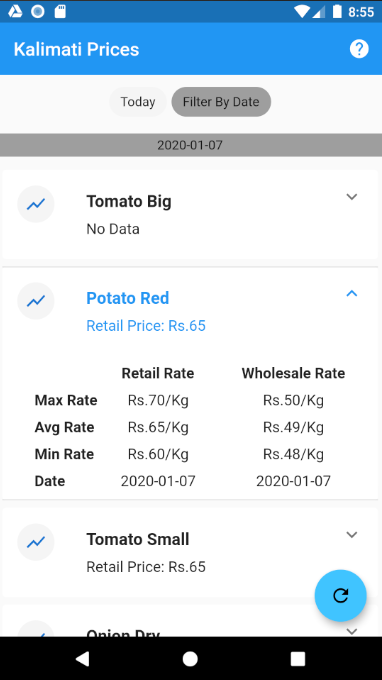 8:55
Kalimati Prices
Today Filter By Date
2020-01-07
Tomato Big
No Data
Potato Red
Retail Price: Rs.65
Retail Rate Wholesale Rate
Max Rate Rs.70/Kg Rs.50/Kg
Avg Rate Rs.65/Kg Rs.49/Kg
Min Rate Rs.60/Kg Rs.48/Kg
Date 2020-01-07 2020-01-07
Tomato Small
Retail Price: Rs.65
Onion Dry